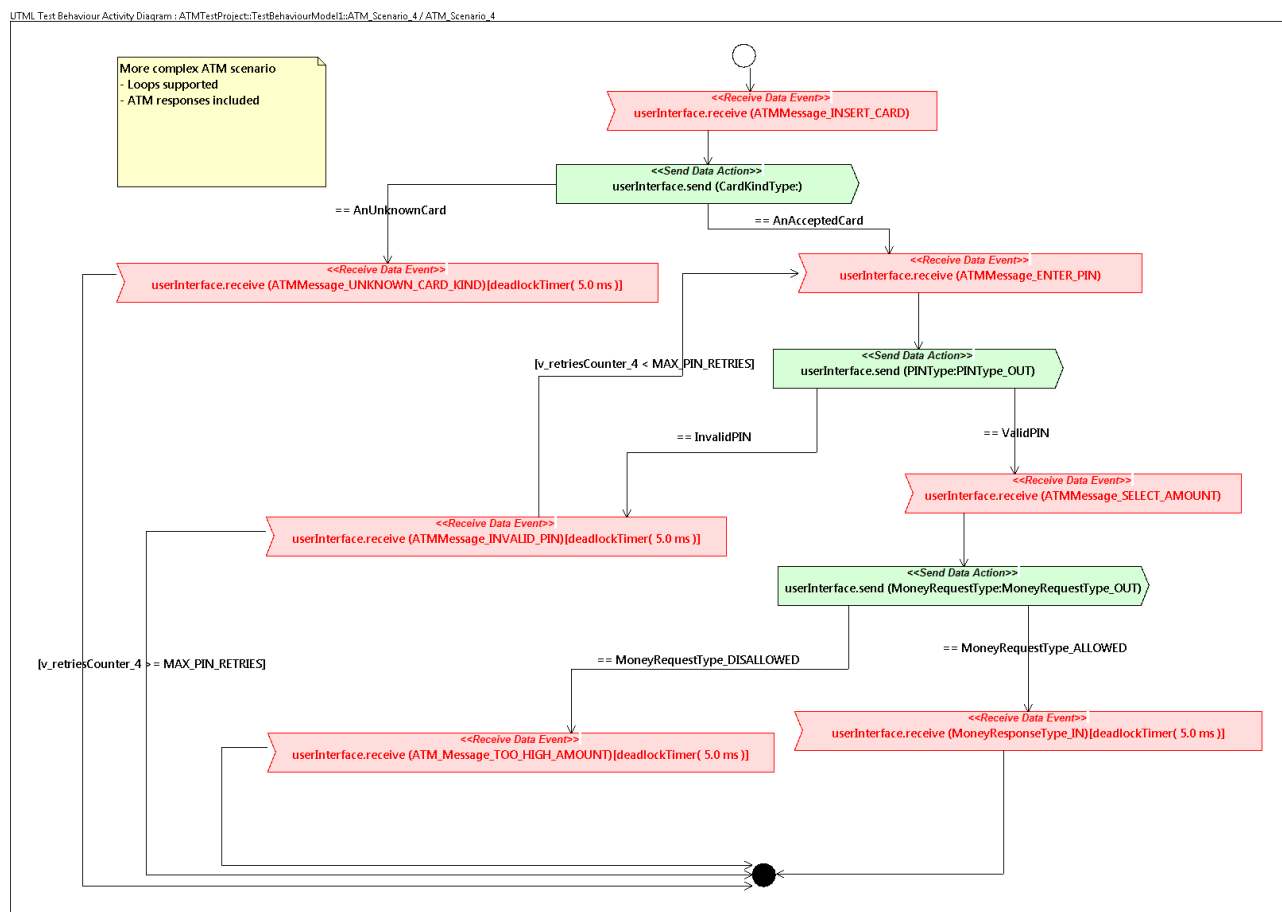 UTML Test Behaviour Activity Diagram : ATMTestProject::TestBehaviourModel1::ATM_Scenario_4 / ATM_Scenario_4
More complex ATM scenario
- Loops supported
- ATM responses included
<<Receive Data Event>>
userInterface.receive (ATMMessage_INSERT_CARD)
<<Send Data Action>>
userInterface.send (CardKindType:)
== AnUnknownCard
== AnAcceptedCard
<<Receive Data Event>>
userInterface.receive (ATMMessage_UNKNOWN_CARD_KIND)[deadlockTimer( 5.0 ms )]
<<Receive Data Event>>
userInterface.receive (ATMMessage_ENTER_PIN)
[v_retriesCounter_4 < MAX_PIN_RETRIES]
<<Send Data Action>>
userInterface.send (PINType:PINType_OUT)
== InvalidPIN
== ValidPIN
<<Receive Data Event>>
userInterface.receive (ATMMessage_SELECT_AMOUNT)
<<Receive Data Event>>
userInterface.receive (ATMMessage_INVALID_PIN)[deadlockTimer( 5.0 ms )]
<<Send Data Action>>
userInterface.send (MoneyRequestType:MoneyRequestType_OUT)
[v_retriesCounter_4 >= MAX_PIN_RETRIES]
== MoneyRequestType_DISALLOWED
== MoneyRequestType_ALLOWED
<<Receive Data Event>>
userInterface.receive (ATM_Message_TOO_HIGH_AMOUNT)[deadlockTimer( 5.0 ms )]
<<Receive Data Event>>
userInterface.receive (MoneyResponseType_IN)[deadlockTimer( 5.0 ms )]